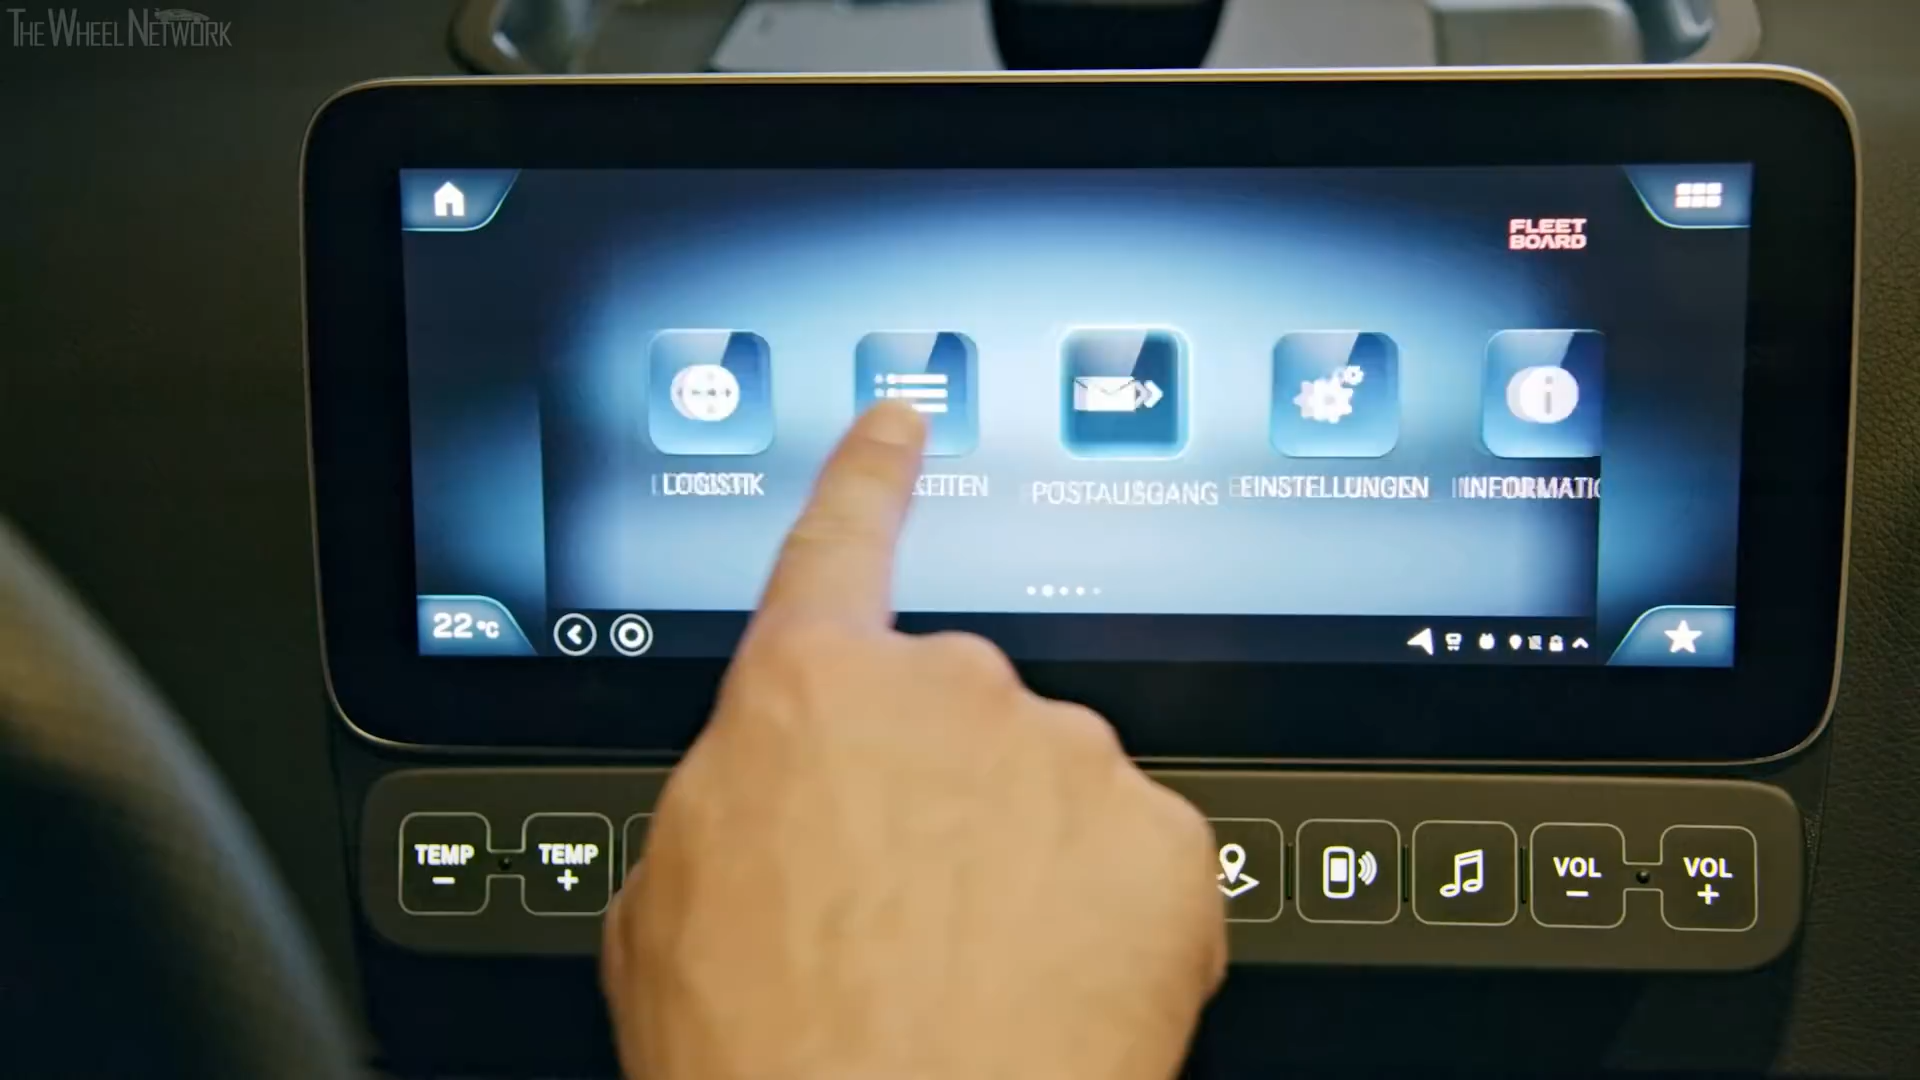 THE WHEEL NETWORK
FLEET
BOARD
LOGISTIK
POSTAUSGANG
EINSTELLUNGEN
22°C
TEMP
−
TEMP
+
VOL
−
VOL
+